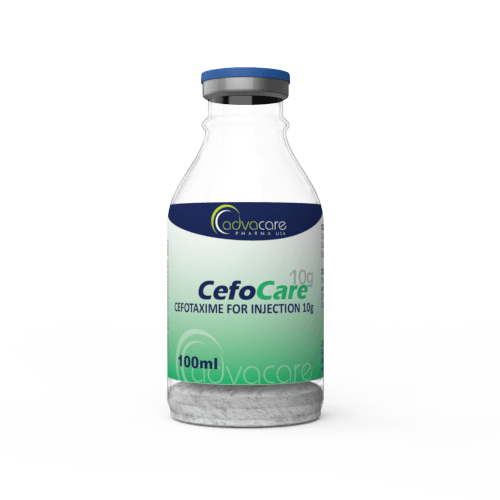 advacare
PHARMA USA
10g
CefoCare
CEFOTAXIME FOR INJECTION 10g
100ml
advacare